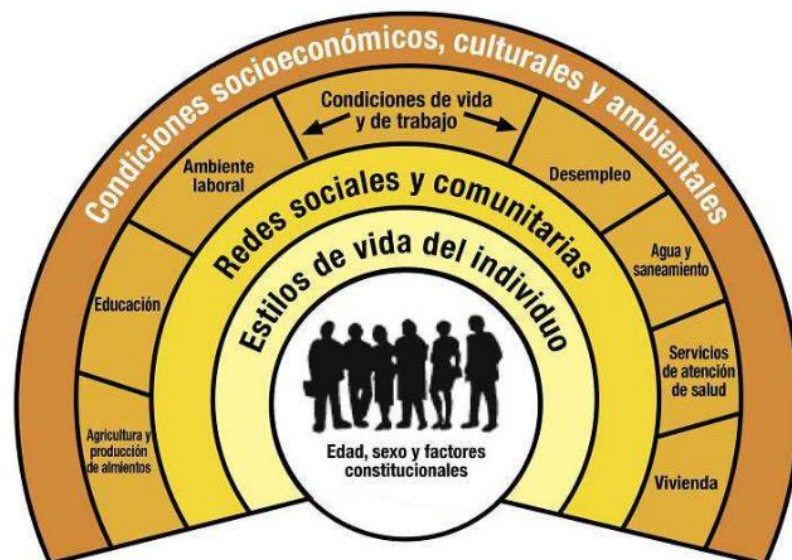 Condiciones socioeconómicos, culturales y ambientales
Condiciones de vida
y de trabajo
Ambiente
laboral
Desempleo
Redes sociales y comunitarias
Agua y
saneamiento
Estilos de vida del individuo
Educación
Servicios
de atención
de salud
Agricultura y
producción
de almientos
Edad, sexo y factores
constitucionales
Vivienda